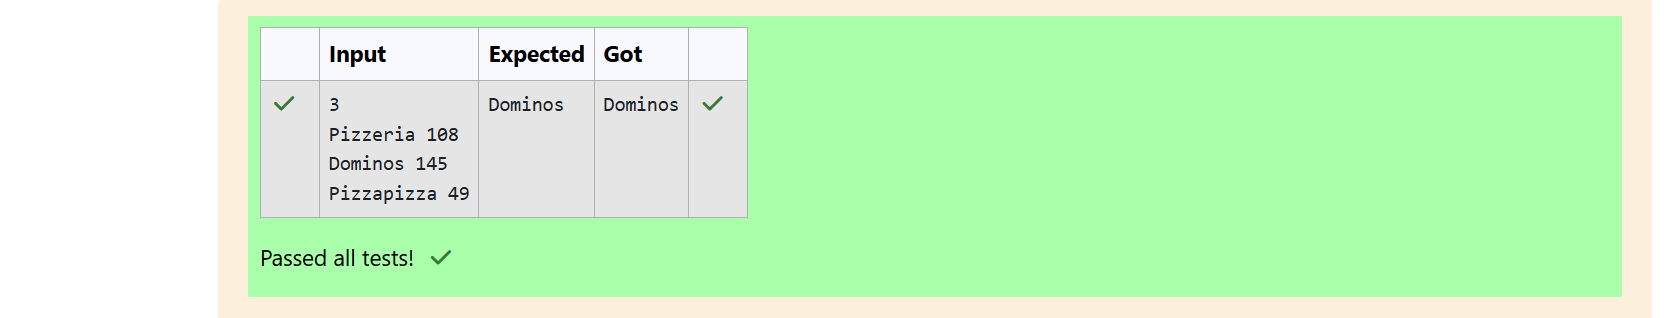 Input Expected Got
3 Dominos Dominos
Pizzeria 108
Dominos 145
Pizzapizza 49
Passed all tests!